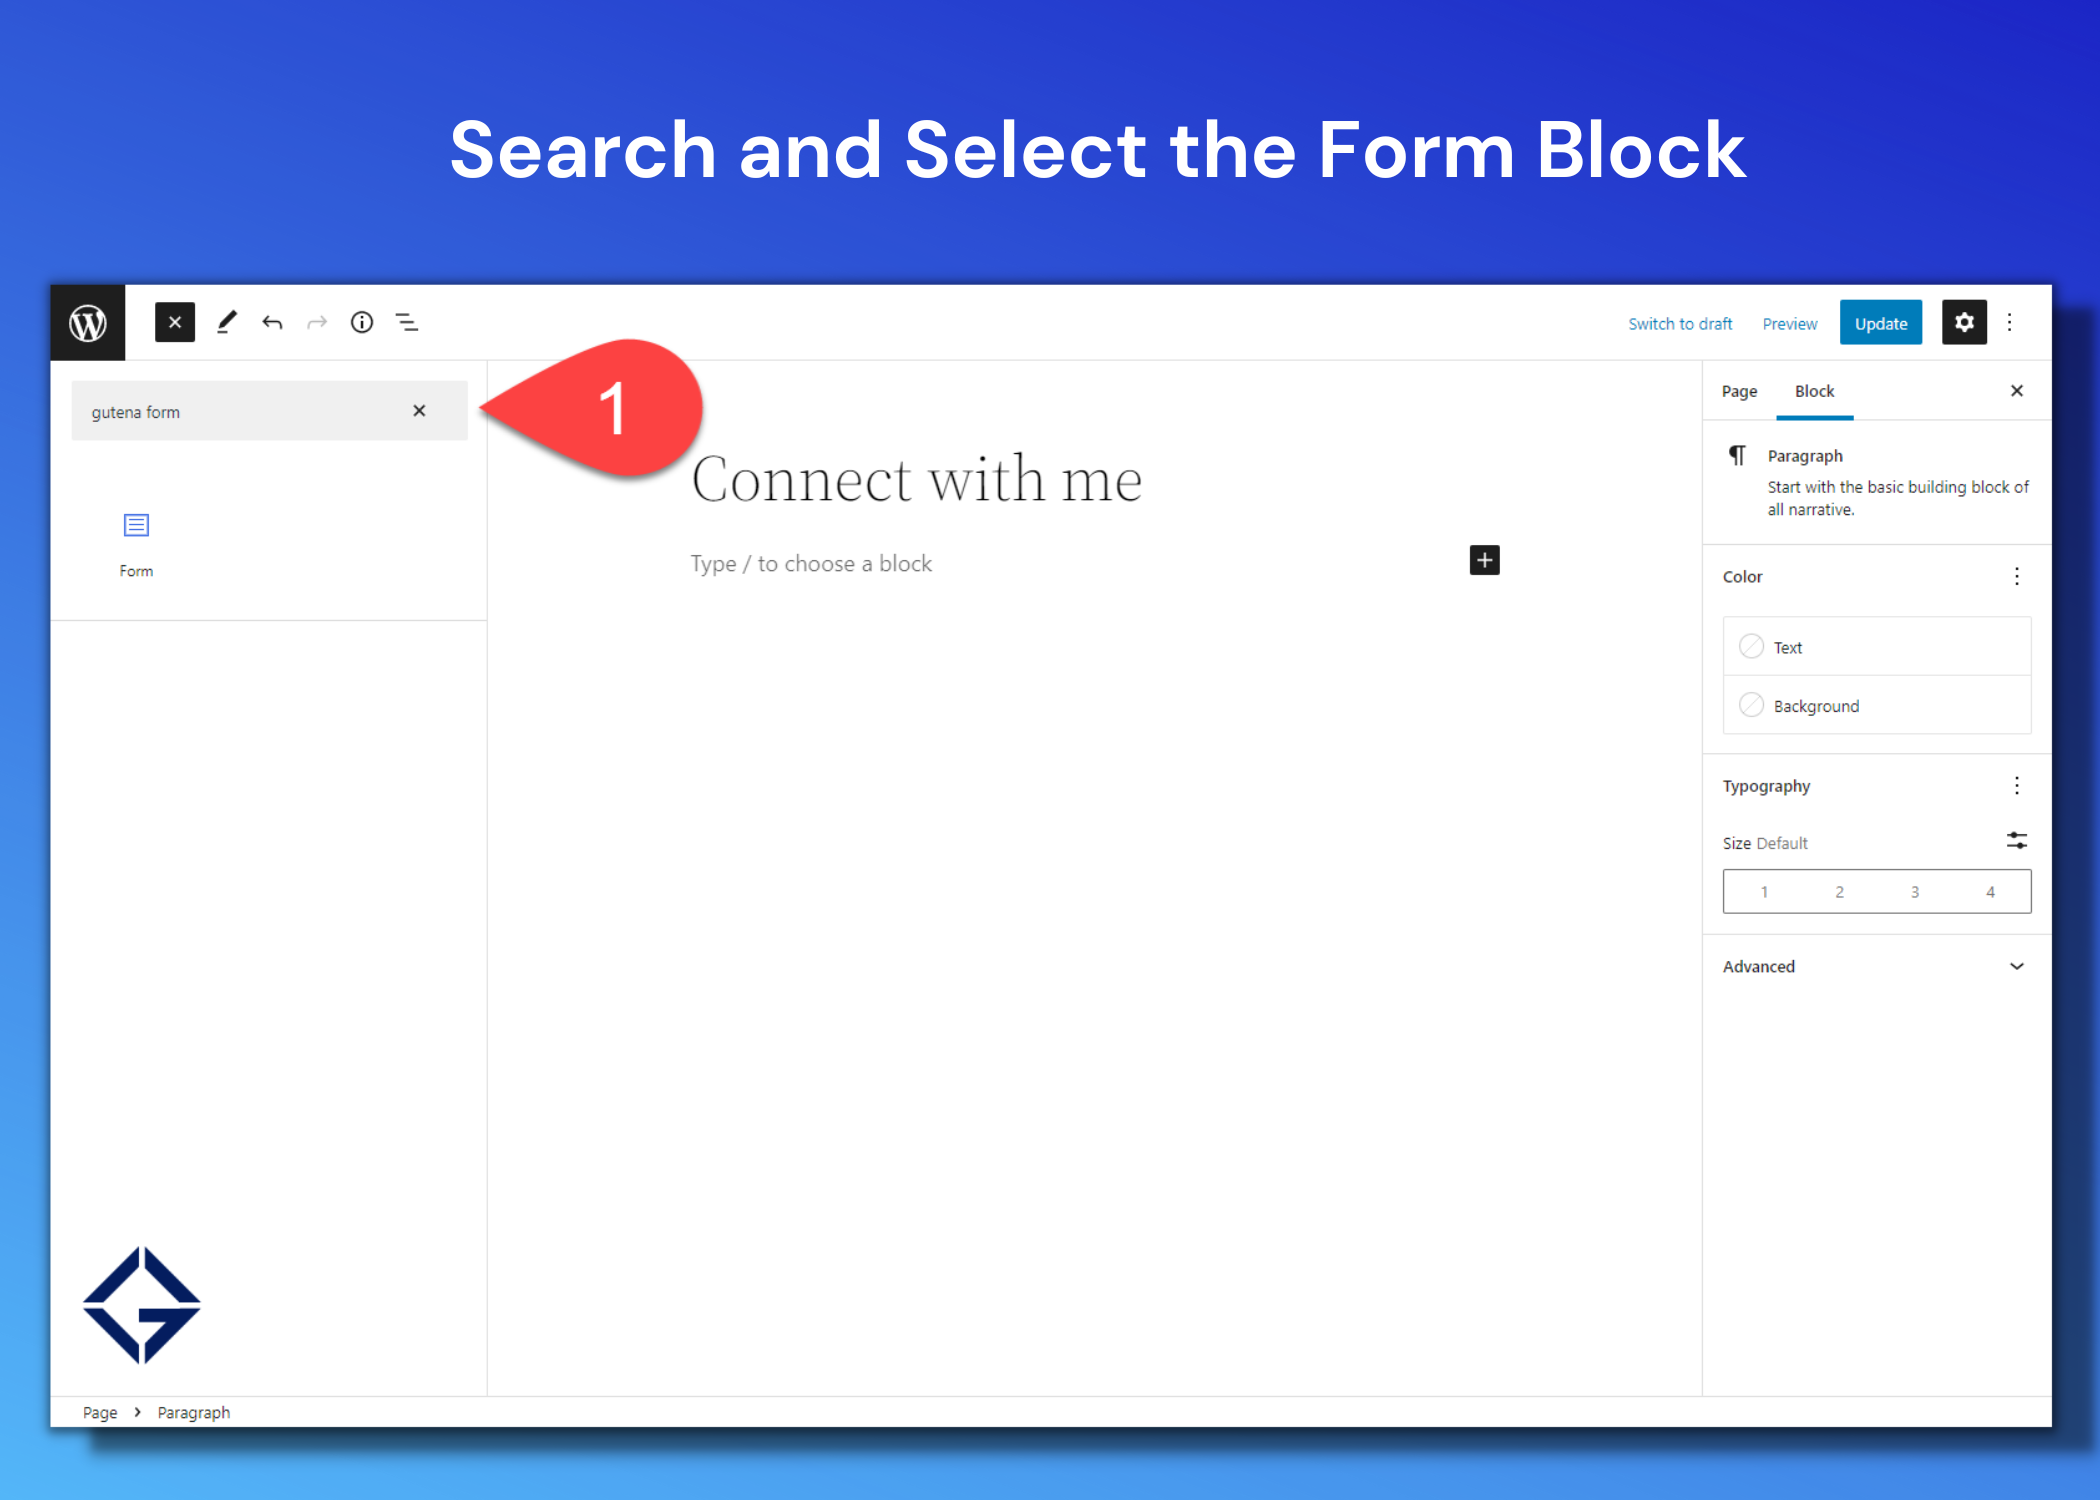 Search and Select the Form Block
Switch to draft
Preview
Update
gutena form
1
Form
Connect with me
Type / to choose a block
Page
Block
Paragraph
Start with the basic building block of
all narrative.
Color
Text
Background
Typography
Size Default
1 2 3 4
Advanced
Page > Paragraph